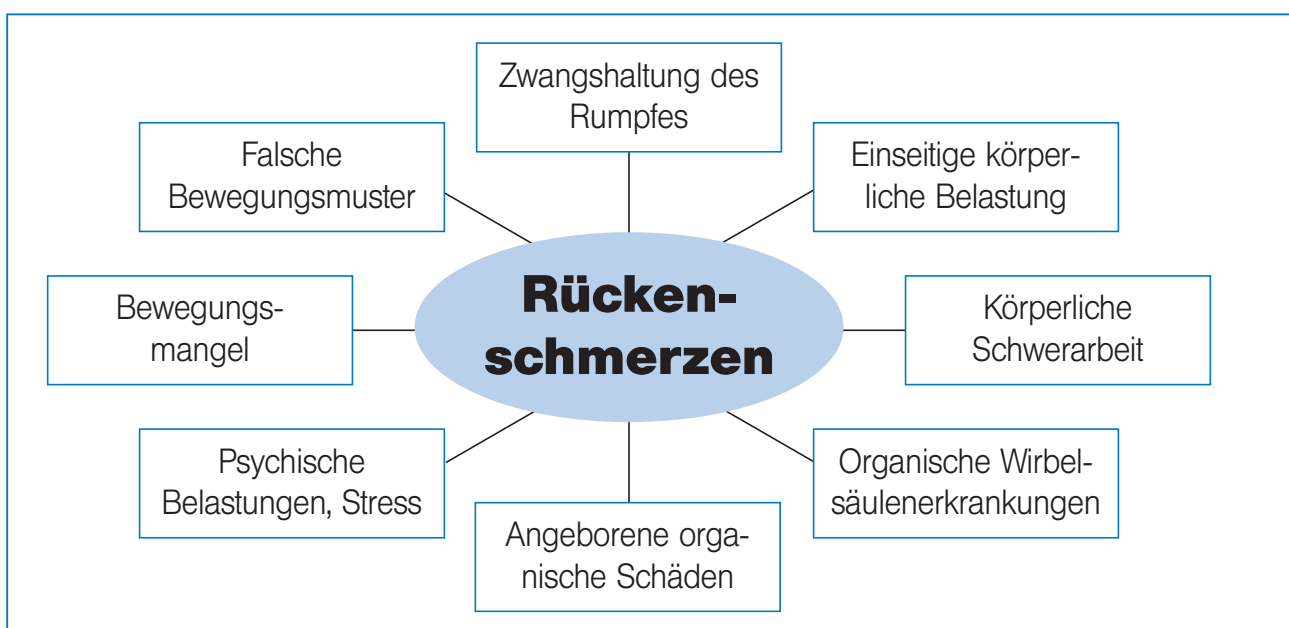 Zwangshaltung des
Rumpfes
Falsche
Bewegungsmuster
Einseitige körper-
liche Belastung
Rücken-
schmerzen
Bewegungs-
mangel
Körperliche
Schwerarbeit
Psychische
Belastungen, Stress
Organische Wirbel-
säulenerkrankungen
Angeborene orga-
nische Schäden